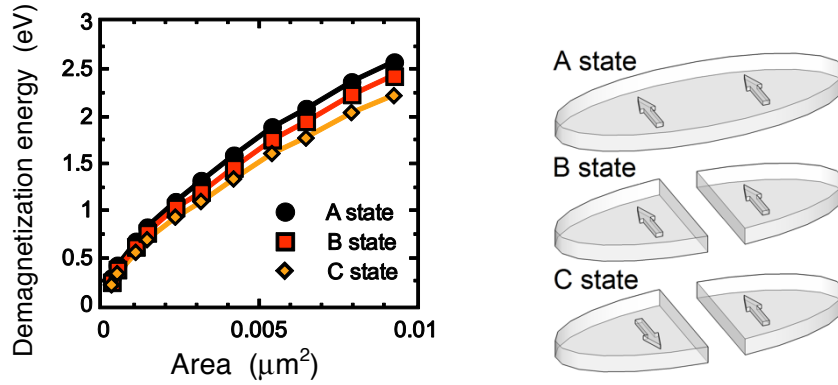 Demagnetization energy (eV)
3
2.5
2
1.5
1
0.5
0
0
0.005
0.01
Area (μm²)
A state
B state
C state
A state
B state
C state